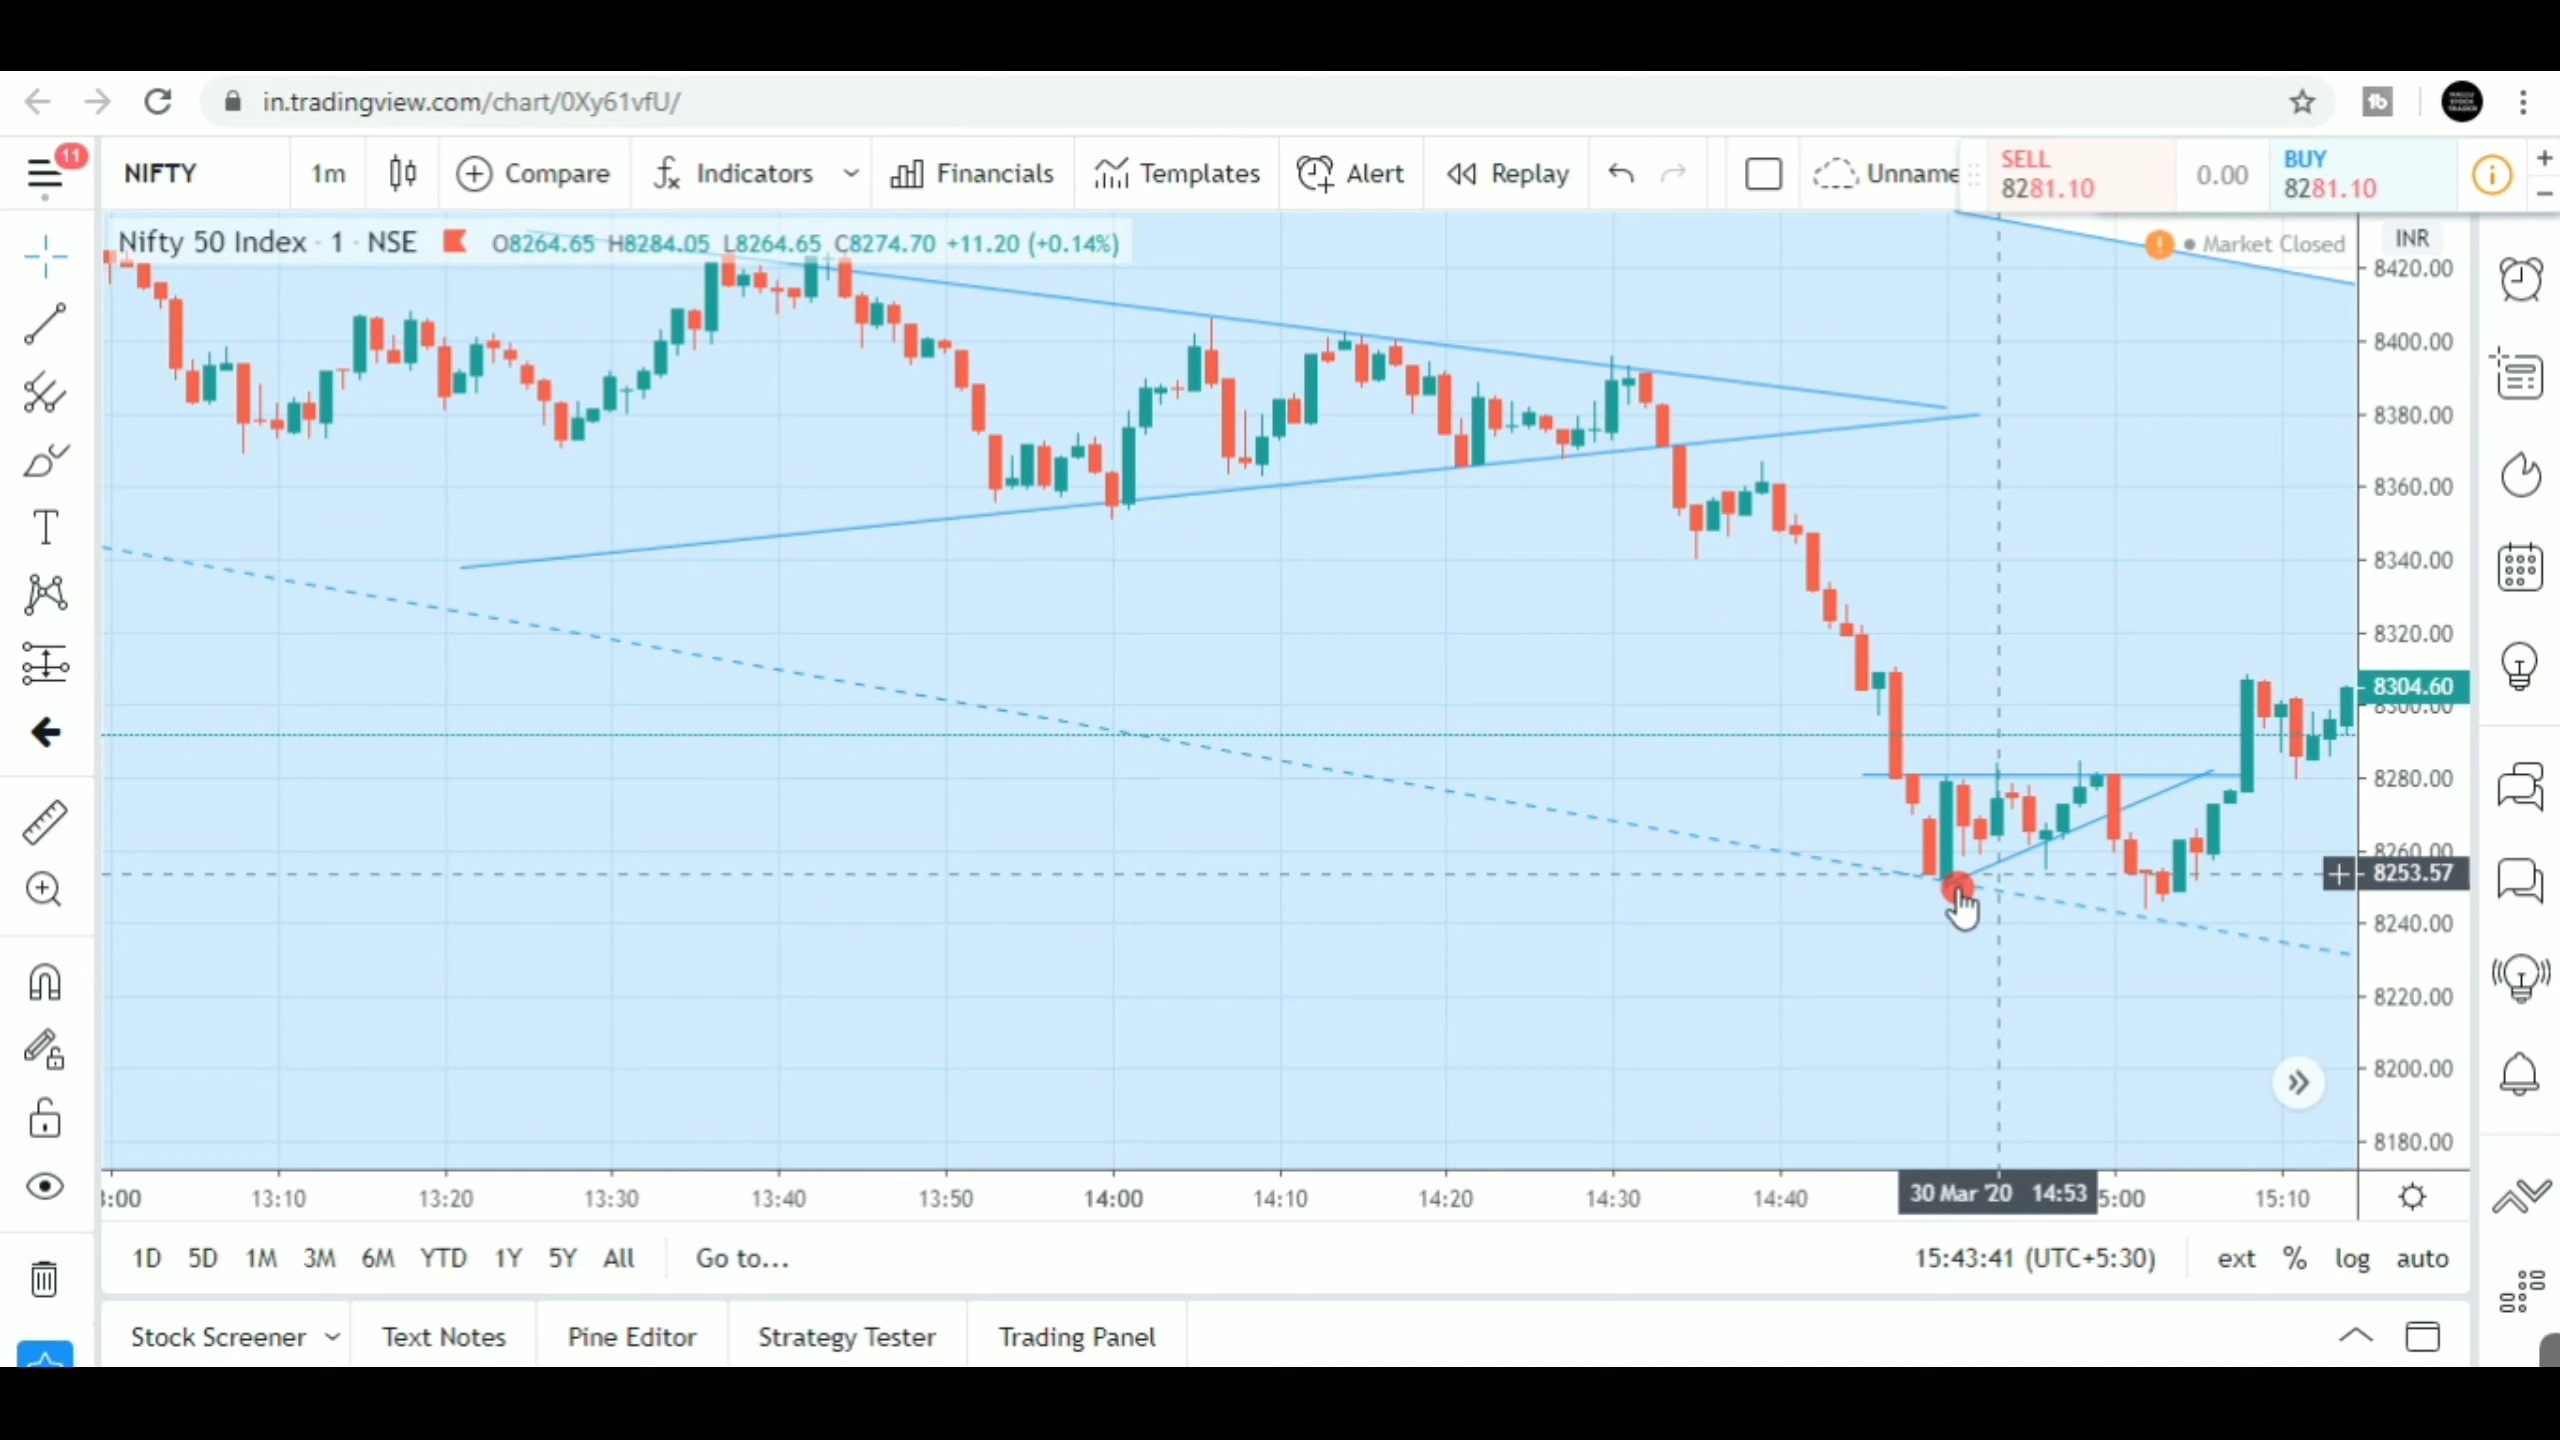 in.tradingview.com/chart/0Xy61vfU/
11
NIFTY 1m Compare Indicators Financials Templates Alert Replay Unname
SELL 8281.10 0.00 BUY 8281.10
Nifty 50 Index · 1 · NSE O8264.65 H8284.05 L8264.65 C8274.70 +11.20 (+0.14%)
Market Closed
INR
8420.00
8400.00
8380.00
8360.00
8340.00
8320.00
8304.60
8300.00
8280.00
8260.00
8253.57
8240.00
8220.00
8200.00
8180.00
:00 13:10 13:20 13:30 13:40 13:50 14:00 14:10 14:20 14:30 14:40 30 Mar '20 14:53 5:00 15:10
1D 5D 1M 3M 6M YTD 1Y 5Y All Go to... 15:43:41 (UTC+5:30) ext % log auto
Stock Screener Text Notes Pine Editor Strategy Tester Trading Panel